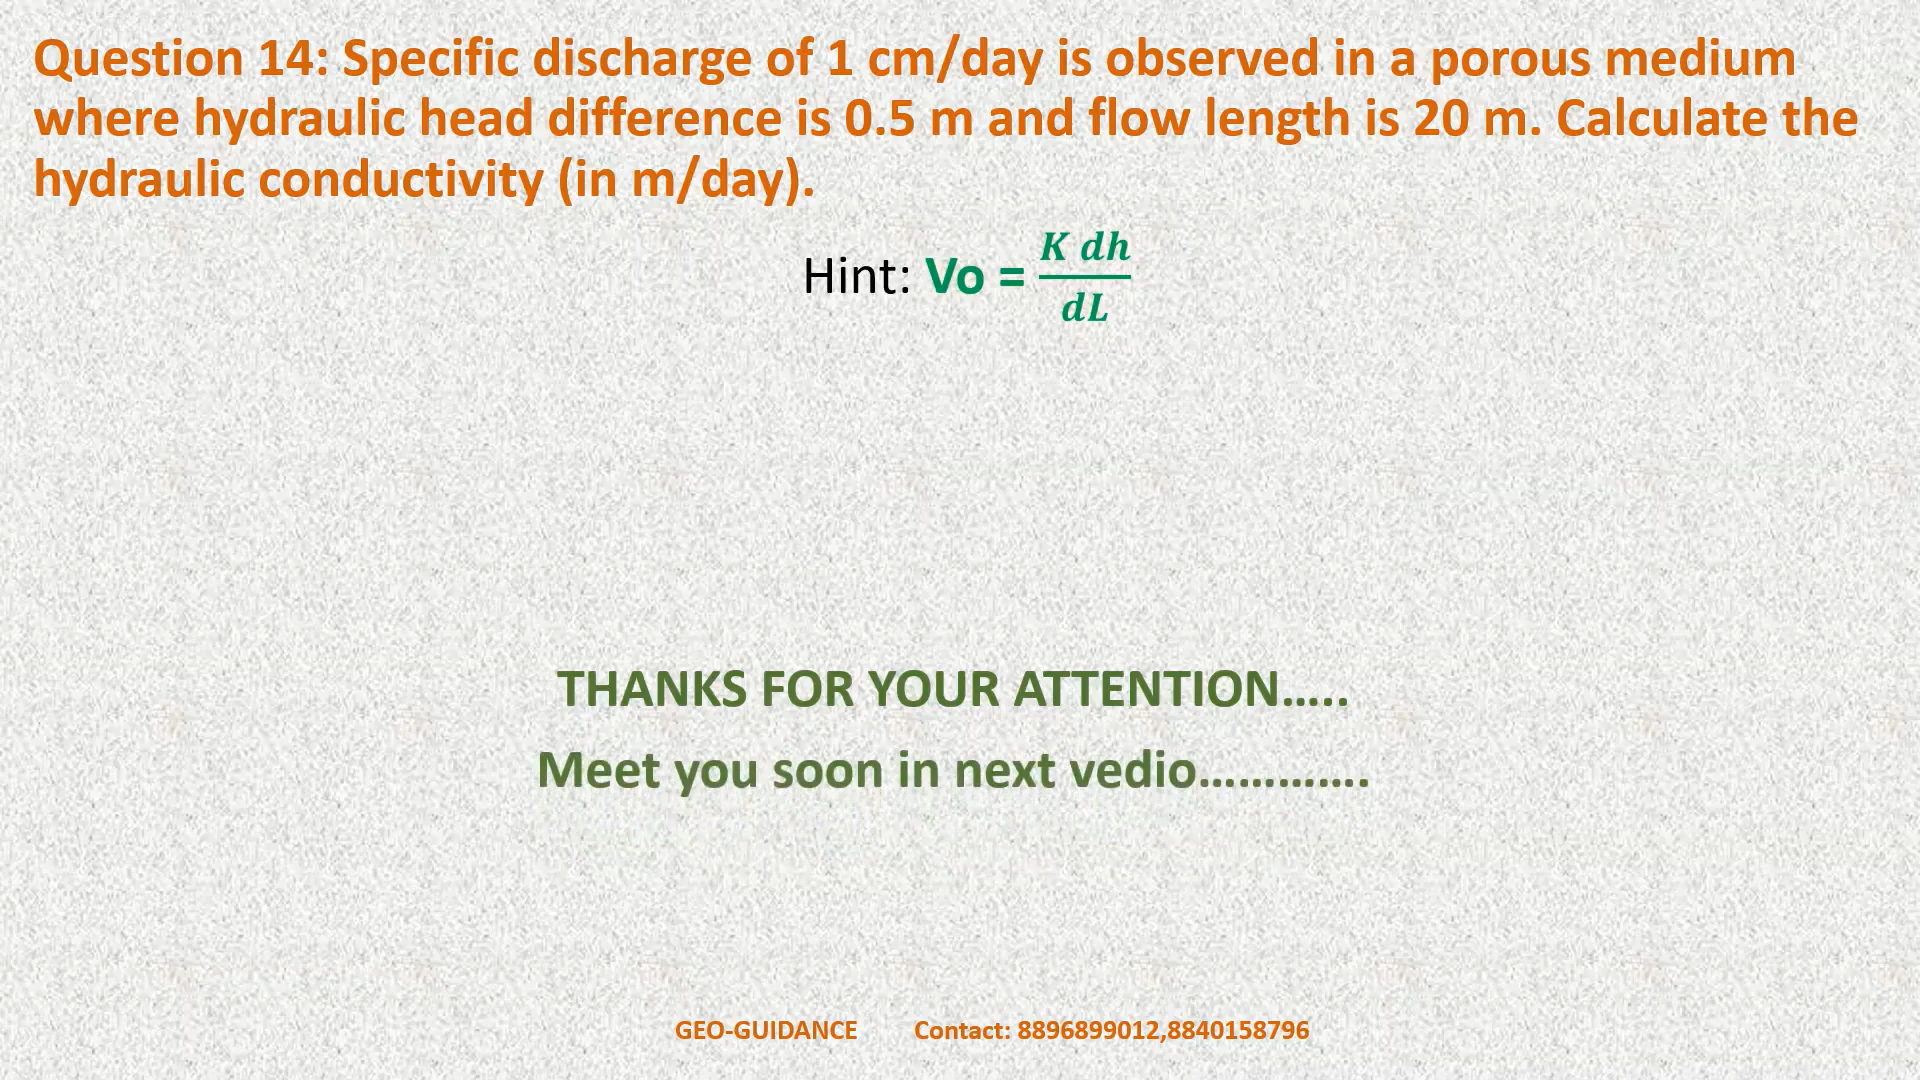 Question 14: Specific discharge of 1 cm/day is observed in a porous medium
where hydraulic head difference is 0.5 m and flow length is 20 m. Calculate the
hydraulic conductivity (in m/day).
Hint: Vo = K dh / dL
THANKS FOR YOUR ATTENTION…..
Meet you soon in next vedio………….
GEO-GUIDANCE Contact: 8896899012,8840158796